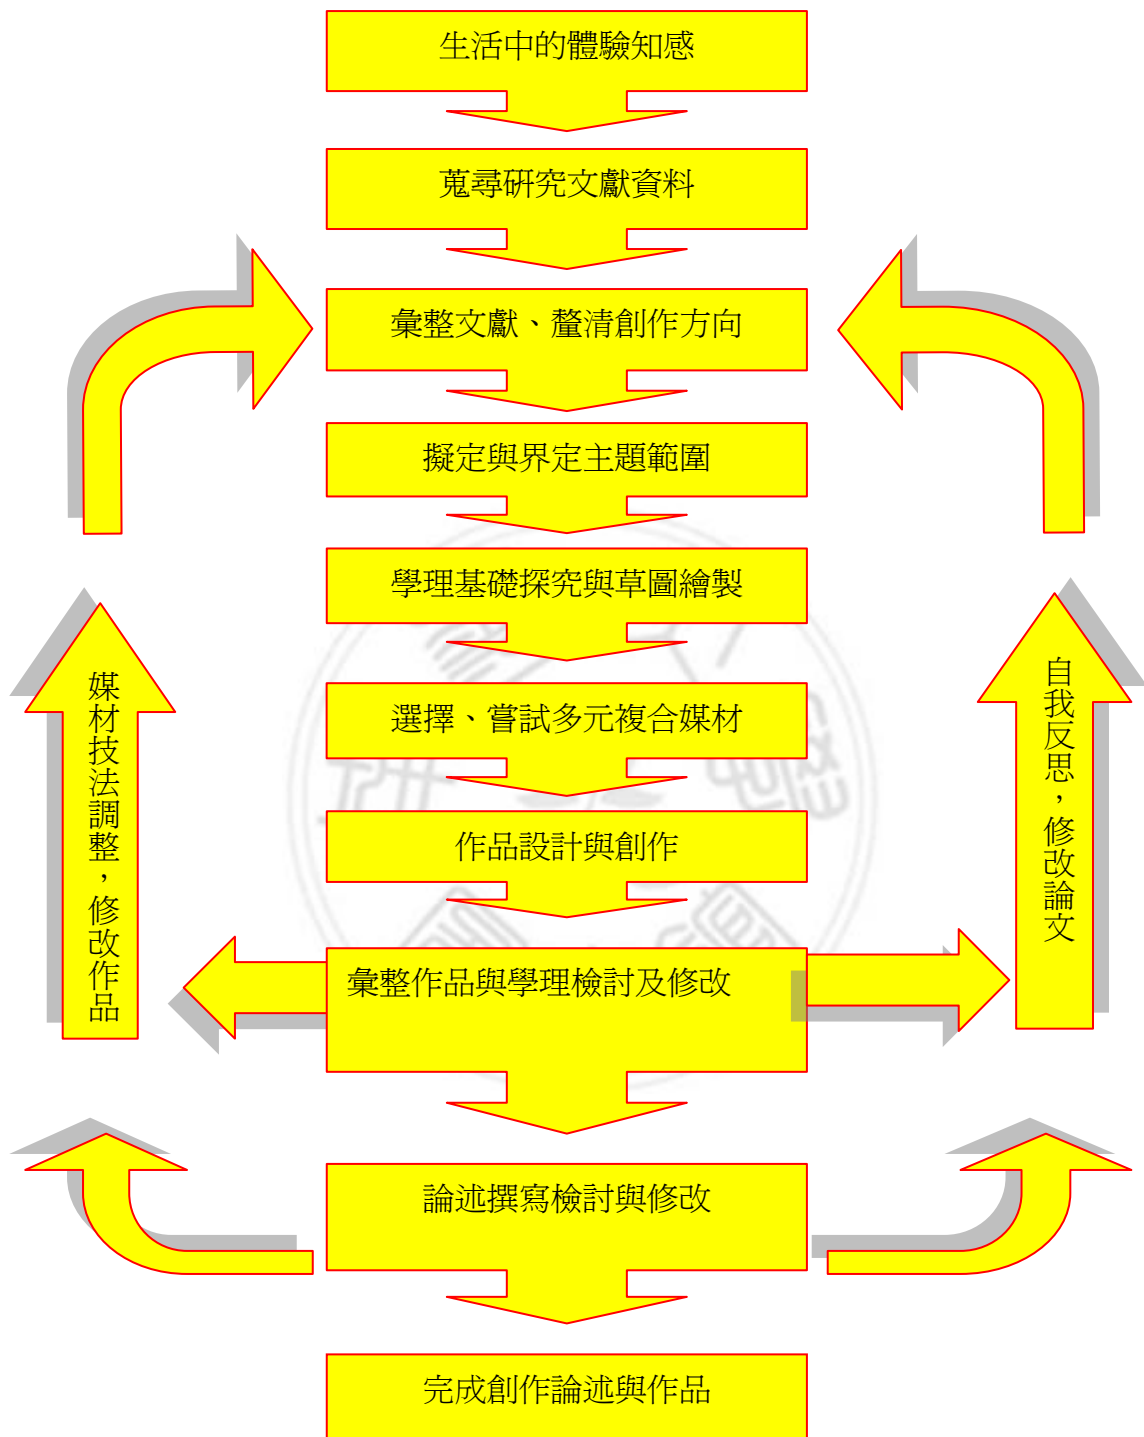 生活中的體驗知感
蒐尋研究文獻資料
彙整文獻、釐清創作方向
擬定與界定主題範圍
學理基礎探究與草圖繪製
選擇、嘗試多元複合媒材
作品設計與創作
彙整作品與學理檢討及修改
媒材技法調整，修改作品
自我反思，修改論文
論述撰寫檢討與修改
完成創作論述與作品